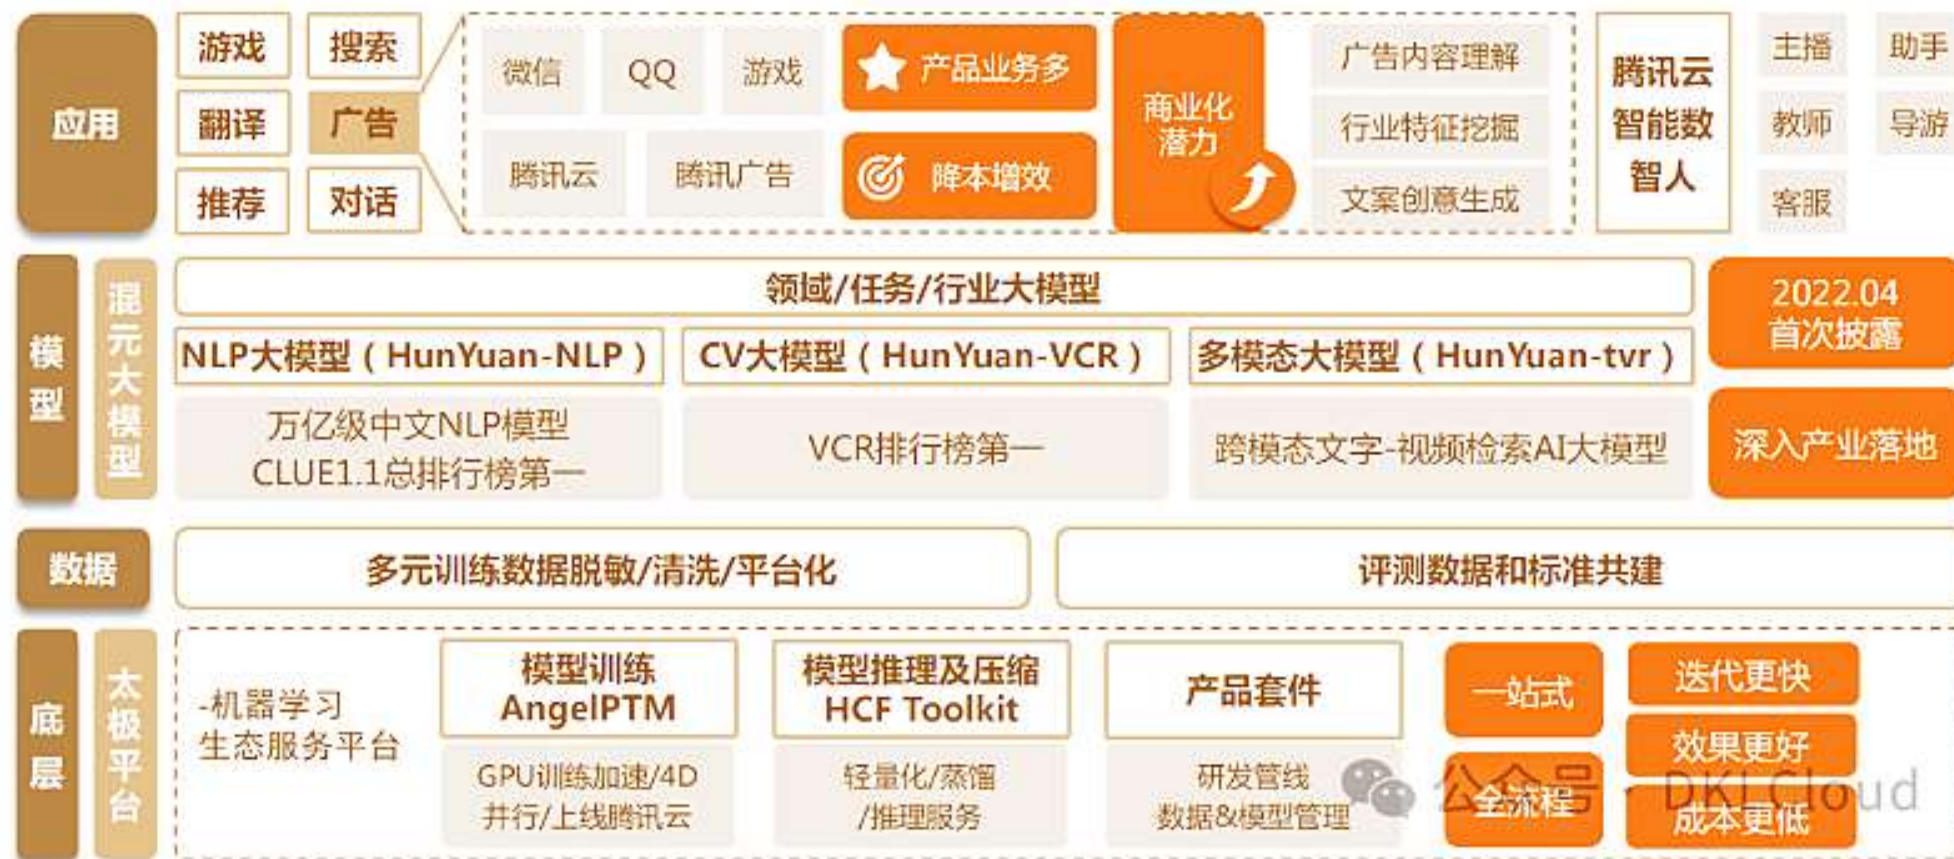 应用
游戏
搜索
翻译
广告
推荐
对话
微信
QQ
游戏
腾讯云
腾讯广告
产品业务多
降本增效
商业化
潜力
广告内容理解
行业特征挖掘
文案创意生成
腾讯云
智能数
智人
主播
助手
教师
导游
客服
模型
混元大模型
领域/任务/行业大模型
NLP大模型（HunYuan-NLP）
CV大模型（HunYuan-VCR）
多模态大模型（HunYuan-tvr）
万亿级中文NLP模型
CLUE1.1总排行榜第一
VCR排行榜第一
跨模态文字-视频检索AI大模型
2022.04
首次披露
深入产业落地
数据
多元训练数据脱敏/清洗/平台化
评测数据和标准共建
底层
太极平台
-机器学习
生态服务平台
模型训练
AngelPTM
GPU训练加速/4D
并行/上线腾讯云
模型推理及压缩
HCF Toolkit
轻量化/蒸馏
/推理服务
产品套件
研发管线
数据&模型管理
一站式
全流程
迭代更快
效果更好
成本更低
公众号·DKI Cloud